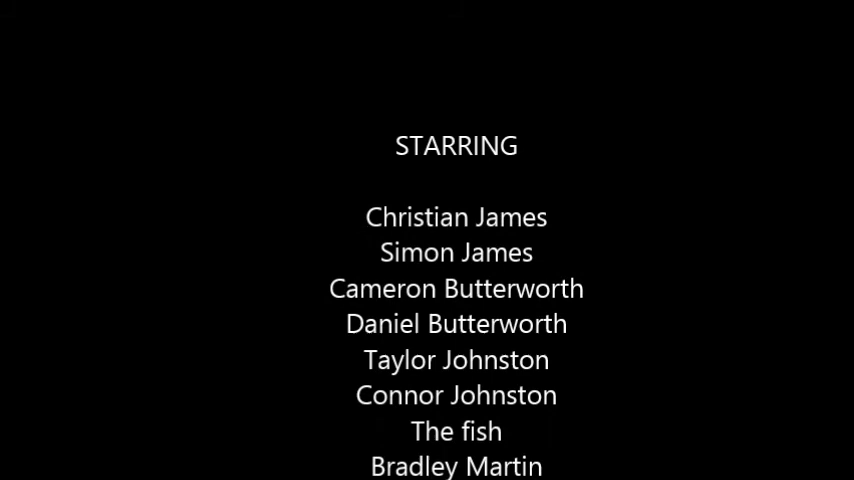 STARRING
Christian James
Simon James
Cameron Butterworth
Daniel Butterworth
Taylor Johnston
Connor Johnston
The fish
Bradley Martin